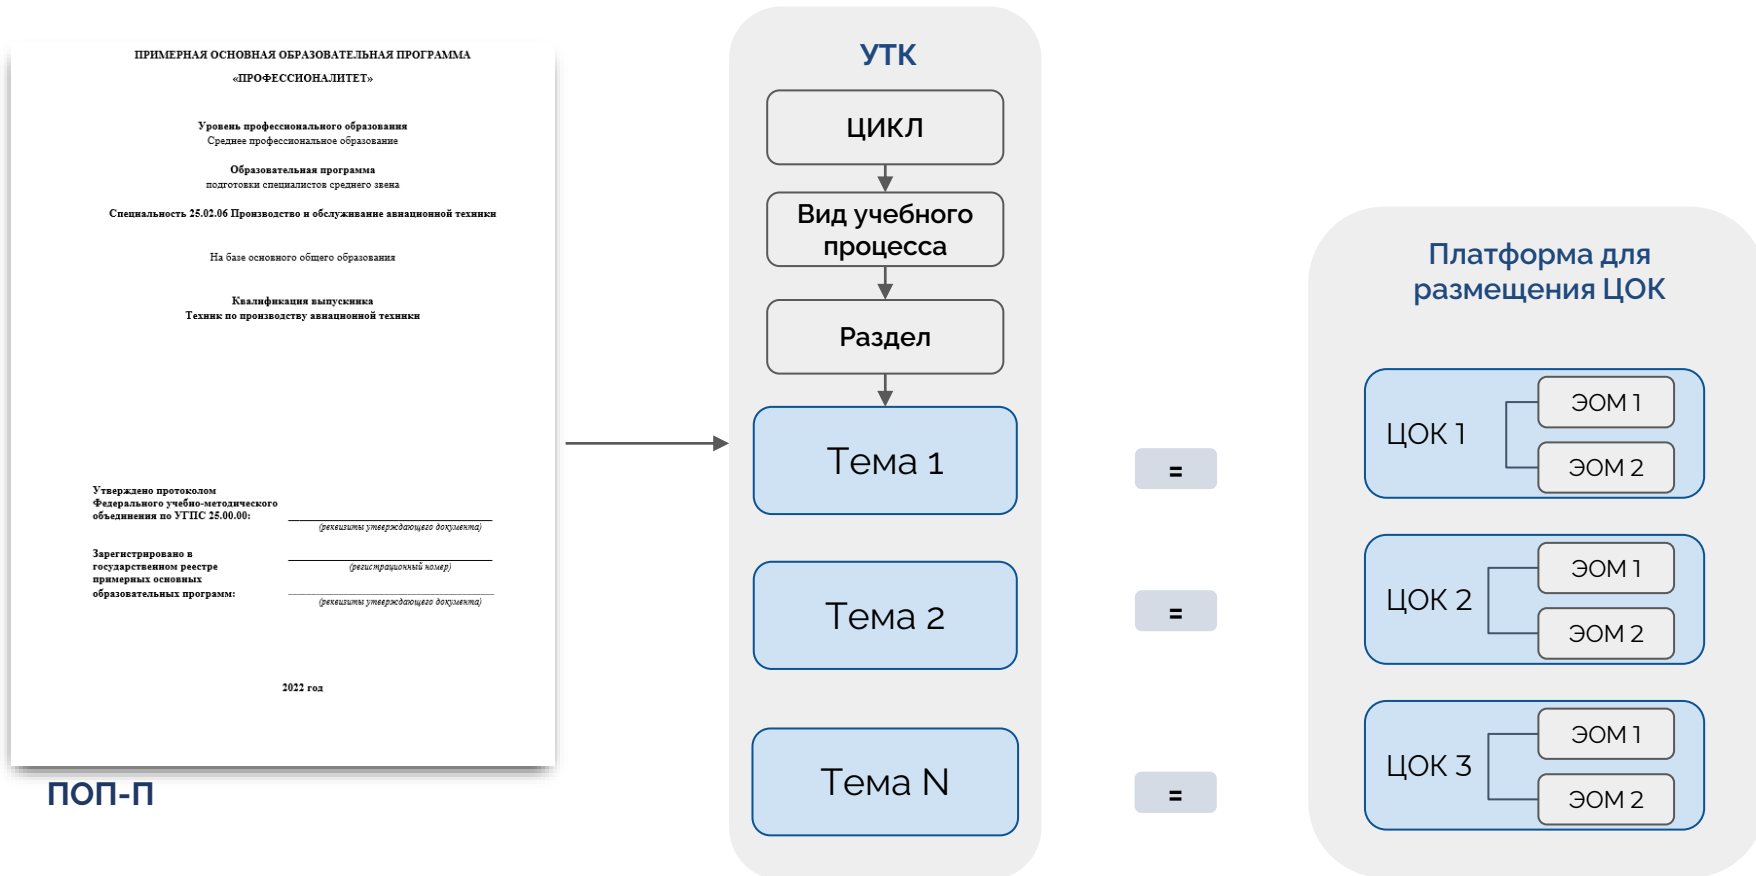 ПРИМЕРНАЯ ОСНОВНАЯ ОБРАЗОВАТЕЛЬНАЯ ПРОГРАММА
«ПРОФЕССИОНАЛИТЕТ»
Уровень профессионального образования
Среднее профессиональное образование
Образовательная программа
подготовки специалистов среднего звена
Специальность 25.02.06 Производство и обслуживание авиационной техники
На базе основного общего образования
Квалификация выпускника
Техник по производству авиационной техники
Утверждено протоколом
Федерального учебно-методического
объединения по УГПС 25.00.00:
(реквизиты утверждающего документа)
Зарегистрировано в
государственном реестре
примерных основных
образовательных программ:
(регистрационный номер)
(реквизиты утверждающего документа)
2022 год
ПОП-П
УТК
ЦИКЛ
Вид учебного
процесса
Раздел
Тема 1
Тема 2
Тема N
=
=
=
Платформа для
размещения ЦОК
ЦОК 1
ЭОМ 1
ЭОМ 2
ЦОК 2
ЭОМ 1
ЭОМ 2
ЦОК 3
ЭОМ 1
ЭОМ 2